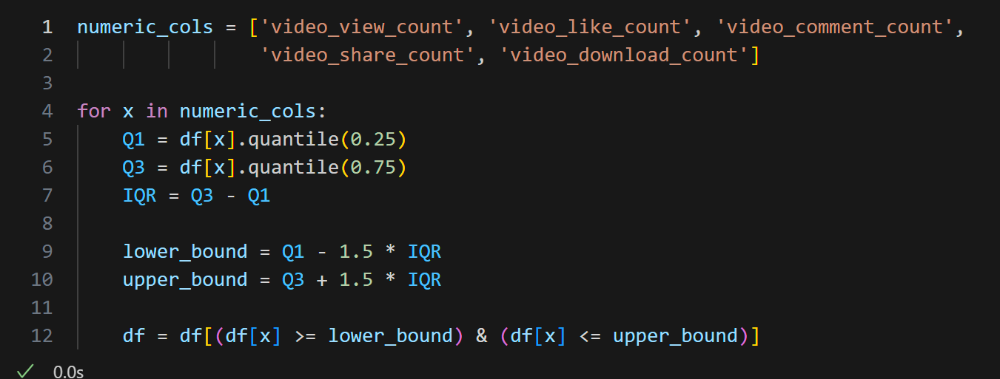 1 numeric_cols = ['video_view_count', 'video_like_count', 'video_comment_count',
2                 'video_share_count', 'video_download_count']
3
4 for x in numeric_cols:
5     Q1 = df[x].quantile(0.25)
6     Q3 = df[x].quantile(0.75)
7     IQR = Q3 - Q1
8
9     lower_bound = Q1 - 1.5 * IQR
10     upper_bound = Q3 + 1.5 * IQR
11
12     df = df[(df[x] >= lower_bound) & (df[x] <= upper_bound)]
✓ 0.0s